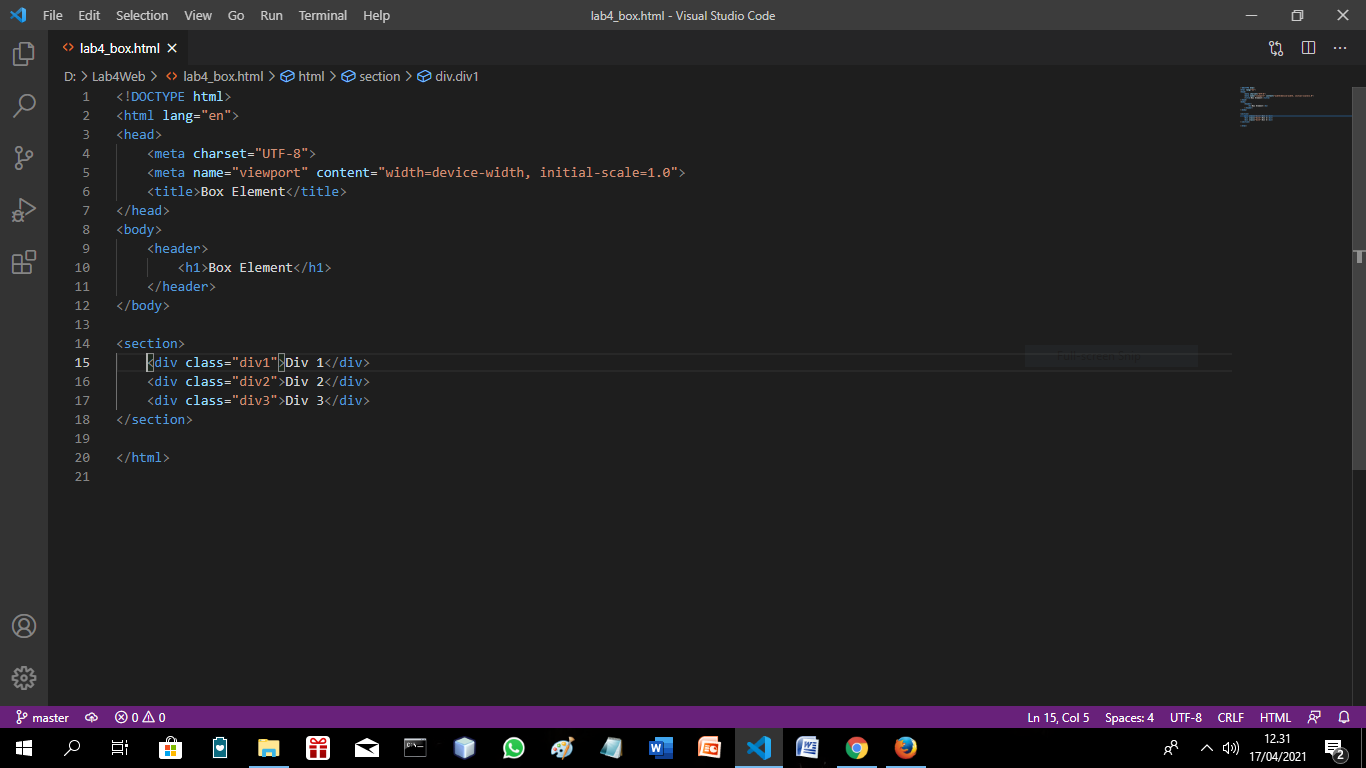 File Edit Selection View Go Run Terminal Help lab4_box.html - Visual Studio Code
lab4_box.html
D: > Lab4Web > lab4_box.html > html > section > div.div1
1 <!DOCTYPE html>
2 <html lang="en">
3 <head>
4     <meta charset="UTF-8">
5     <meta name="viewport" content="width=device-width, initial-scale=1.0">
6     <title>Box Element</title>
7 </head>
8 <body>
9     <header>
10         <h1>Box Element</h1>
11     </header>
12 </body>
13
14 <section>
15     <div class="div1">Div 1</div>
16     <div class="div2">Div 2</div>
17     <div class="div3">Div 3</div>
18 </section>
19
20 </html>
21
Full-screen Snip
master 0 0 Ln 15, Col 5 Spaces: 4 UTF-8 CRLF HTML
12.31
17/04/2021
2